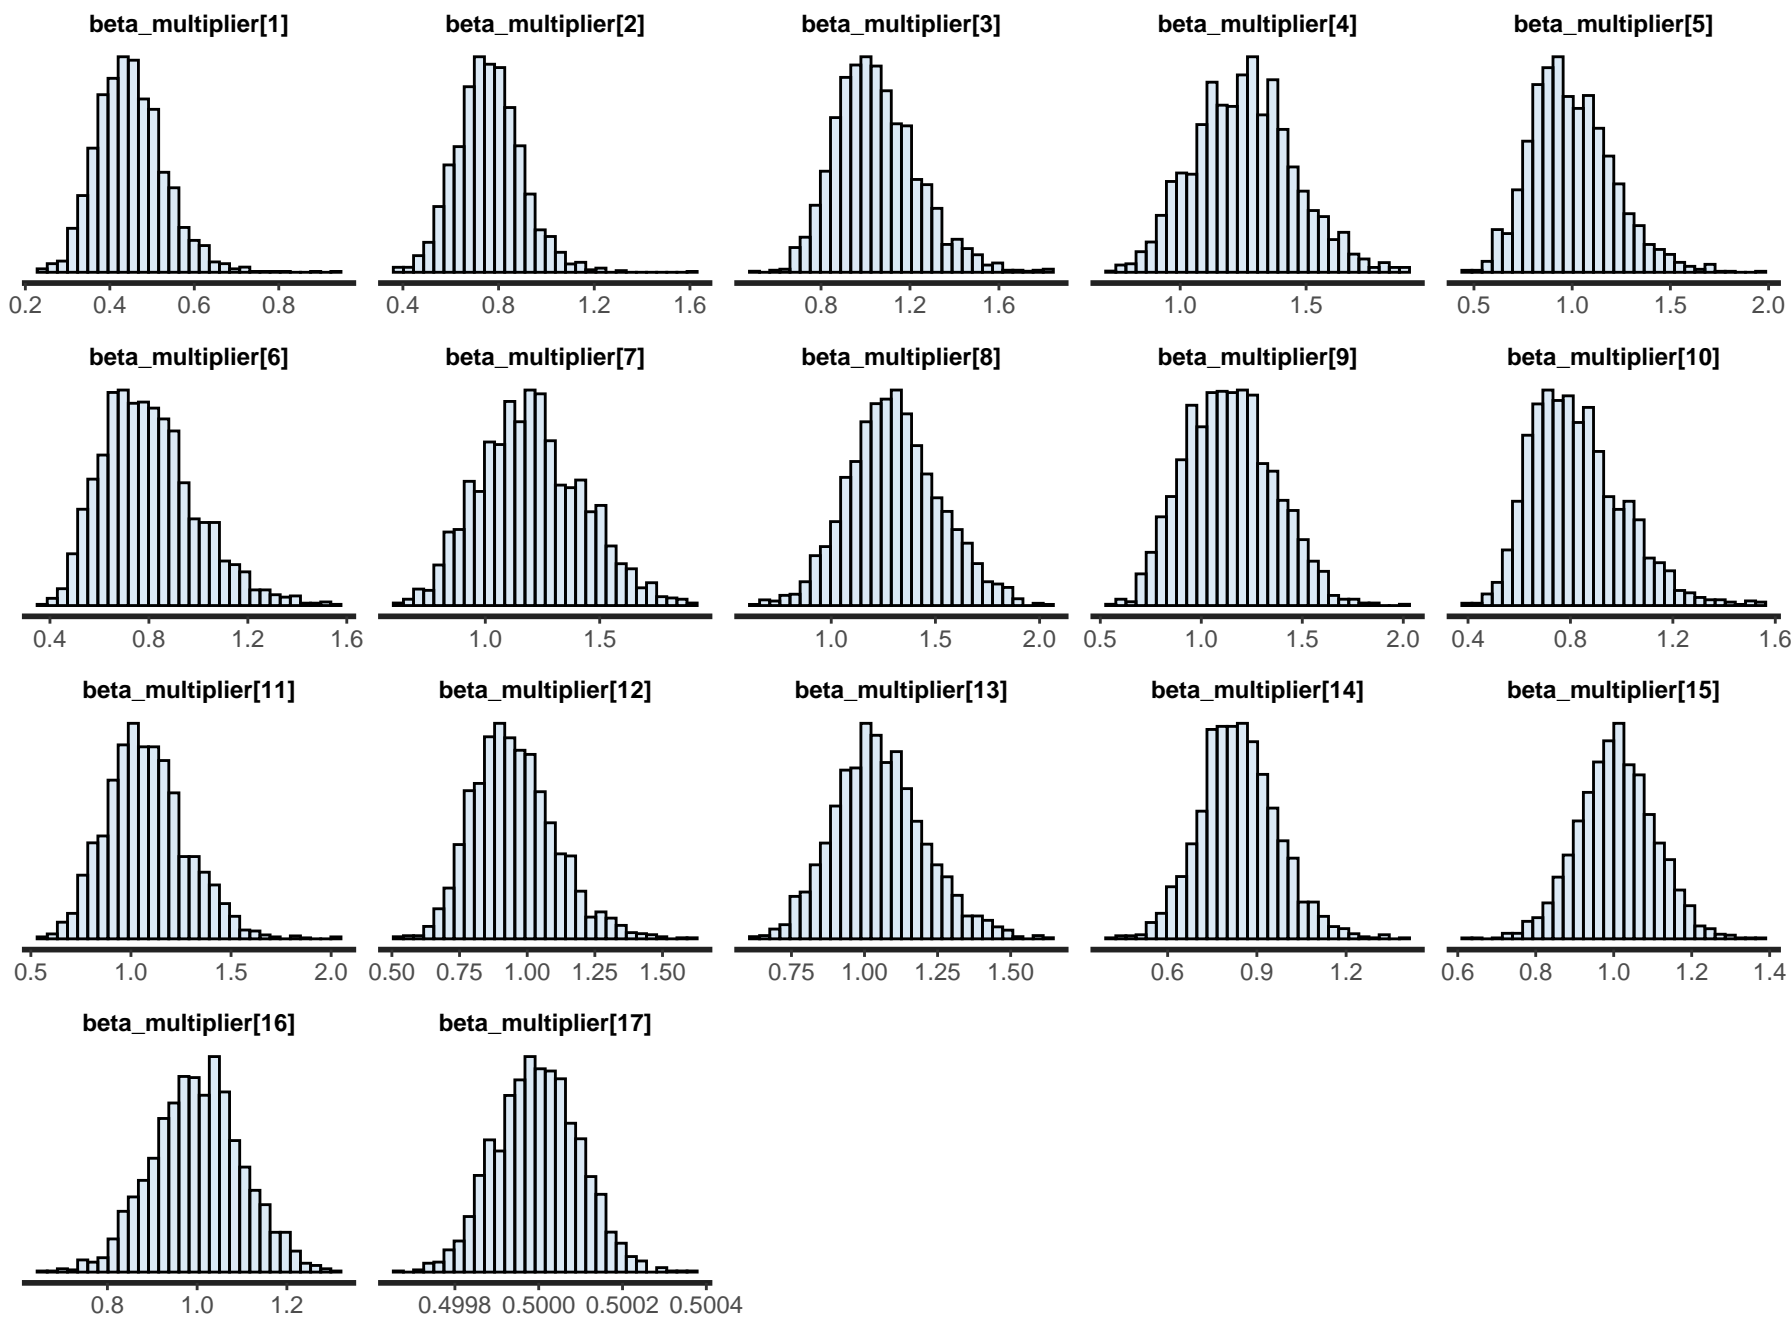 beta_multiplier[1] beta_multiplier[2] beta_multiplier[3] beta_multiplier[4] beta_multiplier[5]
0.2 0.4 0.6 0.8 0.4 0.8 1.2 1.6 0.8 1.2 1.6 1.0 1.5 0.5 1.0 1.5 2.0
beta_multiplier[6] beta_multiplier[7] beta_multiplier[8] beta_multiplier[9] beta_multiplier[10]
0.4 0.8 1.2 1.6 1.0 1.5 1.0 1.5 2.0 0.5 1.0 1.5 2.0 0.4 0.8 1.2 1.6
beta_multiplier[11] beta_multiplier[12] beta_multiplier[13] beta_multiplier[14] beta_multiplier[15]
0.5 1.0 1.5 2.0 0.50 0.75 1.00 1.25 1.50 0.75 1.00 1.25 1.50 0.6 0.9 1.2 0.6 0.8 1.0 1.2 1.4
beta_multiplier[16] beta_multiplier[17]
0.8 1.0 1.2 0.4998 0.5000 0.5002 0.5004